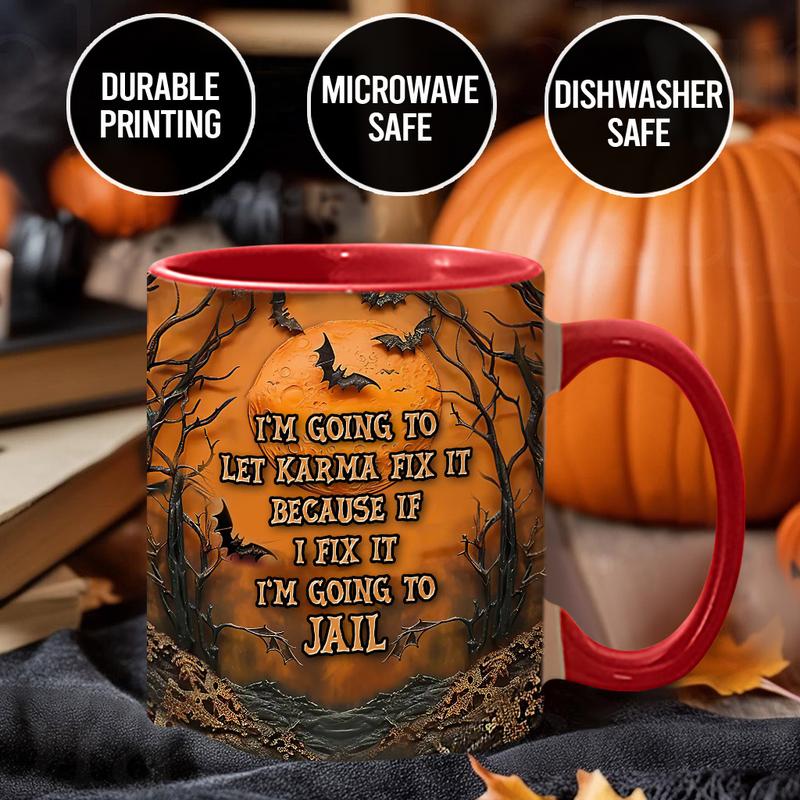 DURABLE
PRINTING
MICROWAVE
SAFE
DISHWASHER
SAFE
I'M GOING TO
LET KARMA FIX IT
BECAUSE IF
I FIX IT
I'M GOING TO
JAIL